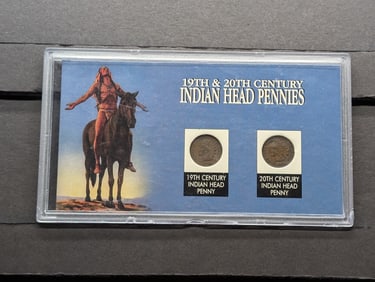 19TH & 20TH CENTURY
INDIAN HEAD PENNIES
19TH CENTURY
INDIAN HEAD
PENNY
20TH CENTURY
INDIAN HEAD
PENNY